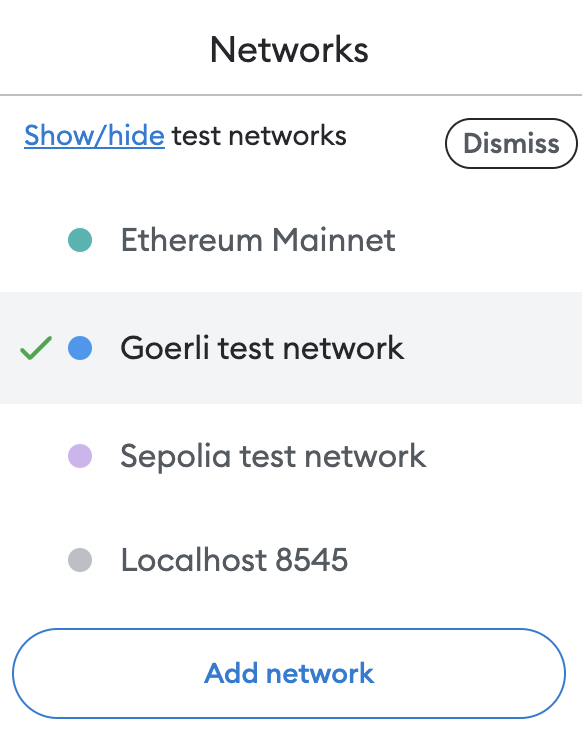 Networks
Show/hide test networks
Dismiss
Ethereum Mainnet
Goerli test network
Sepolia test network
Localhost 8545
Add network